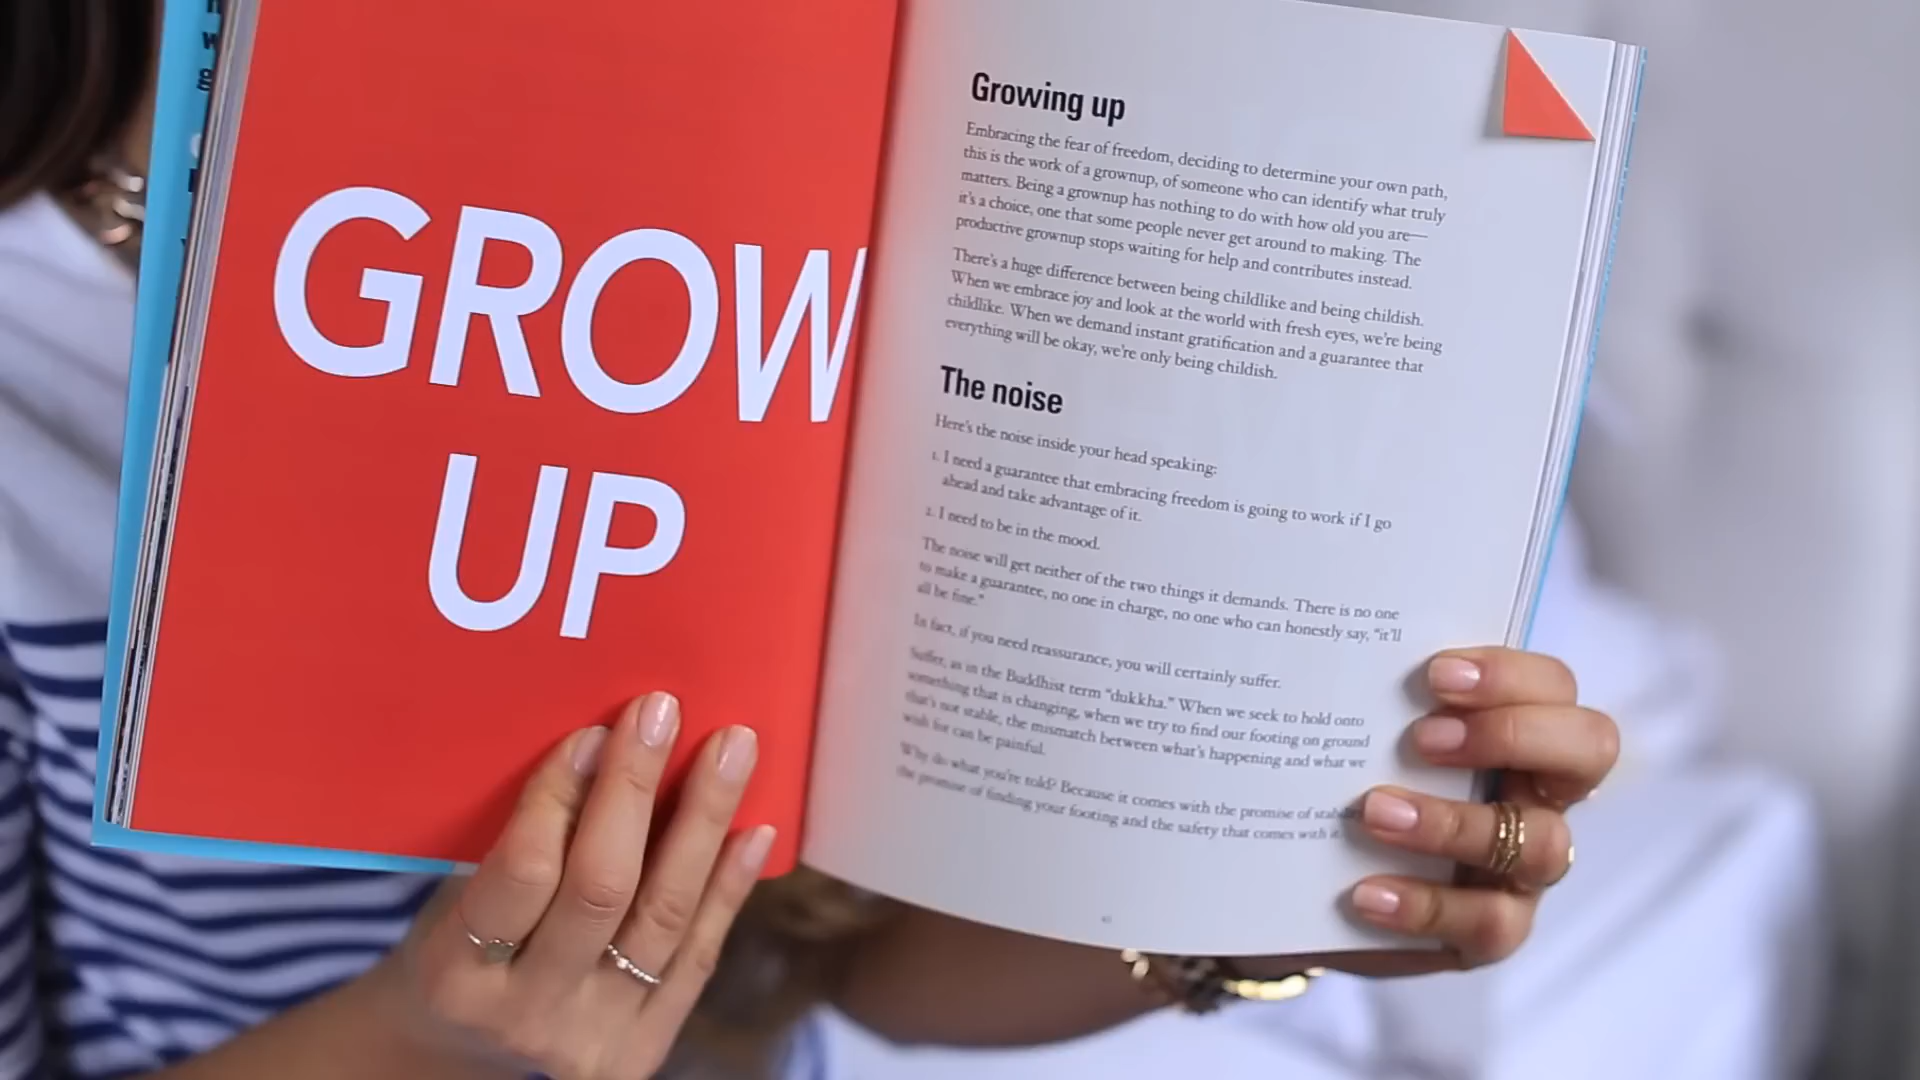 GROW
UP
Growing up
Embracing the fear of freedom, deciding to determine your own path,
this is the work of a grownup, of someone who can identify what truly
matters. Being a grownup has nothing to do with how old you are—
it's a choice, one that some people never get around to making. The
productive grownup stops waiting for help and contributes instead.
There's a huge difference between being childlike and being childish.
When we embrace joy and look at the world with fresh eyes, we're being
childlike. When we demand instant gratification and a guarantee that
everything will be okay, we're only being childish.
The noise
Here's the noise inside your head speaking:
1. I need a guarantee that embracing freedom is going to work if I go
ahead and take advantage of it.
2. I need to be in the mood.
The noise will get neither of the two things it demands. There is no one
to make a guarantee, no one in charge, no one who can honestly say, "it'll
all be fine."
In fact, if you need reassurance, you will certainly suffer.
Suffer, as in the Buddhist term "dukkha." When we seek to hold onto
something that is changing, when we try to find our footing on ground
that's not stable, the mismatch between what's happening and what we
wish for can be painful.
Why do what you're told? Because it comes with the promise of
the promise of finding your footing and the safety that comes with